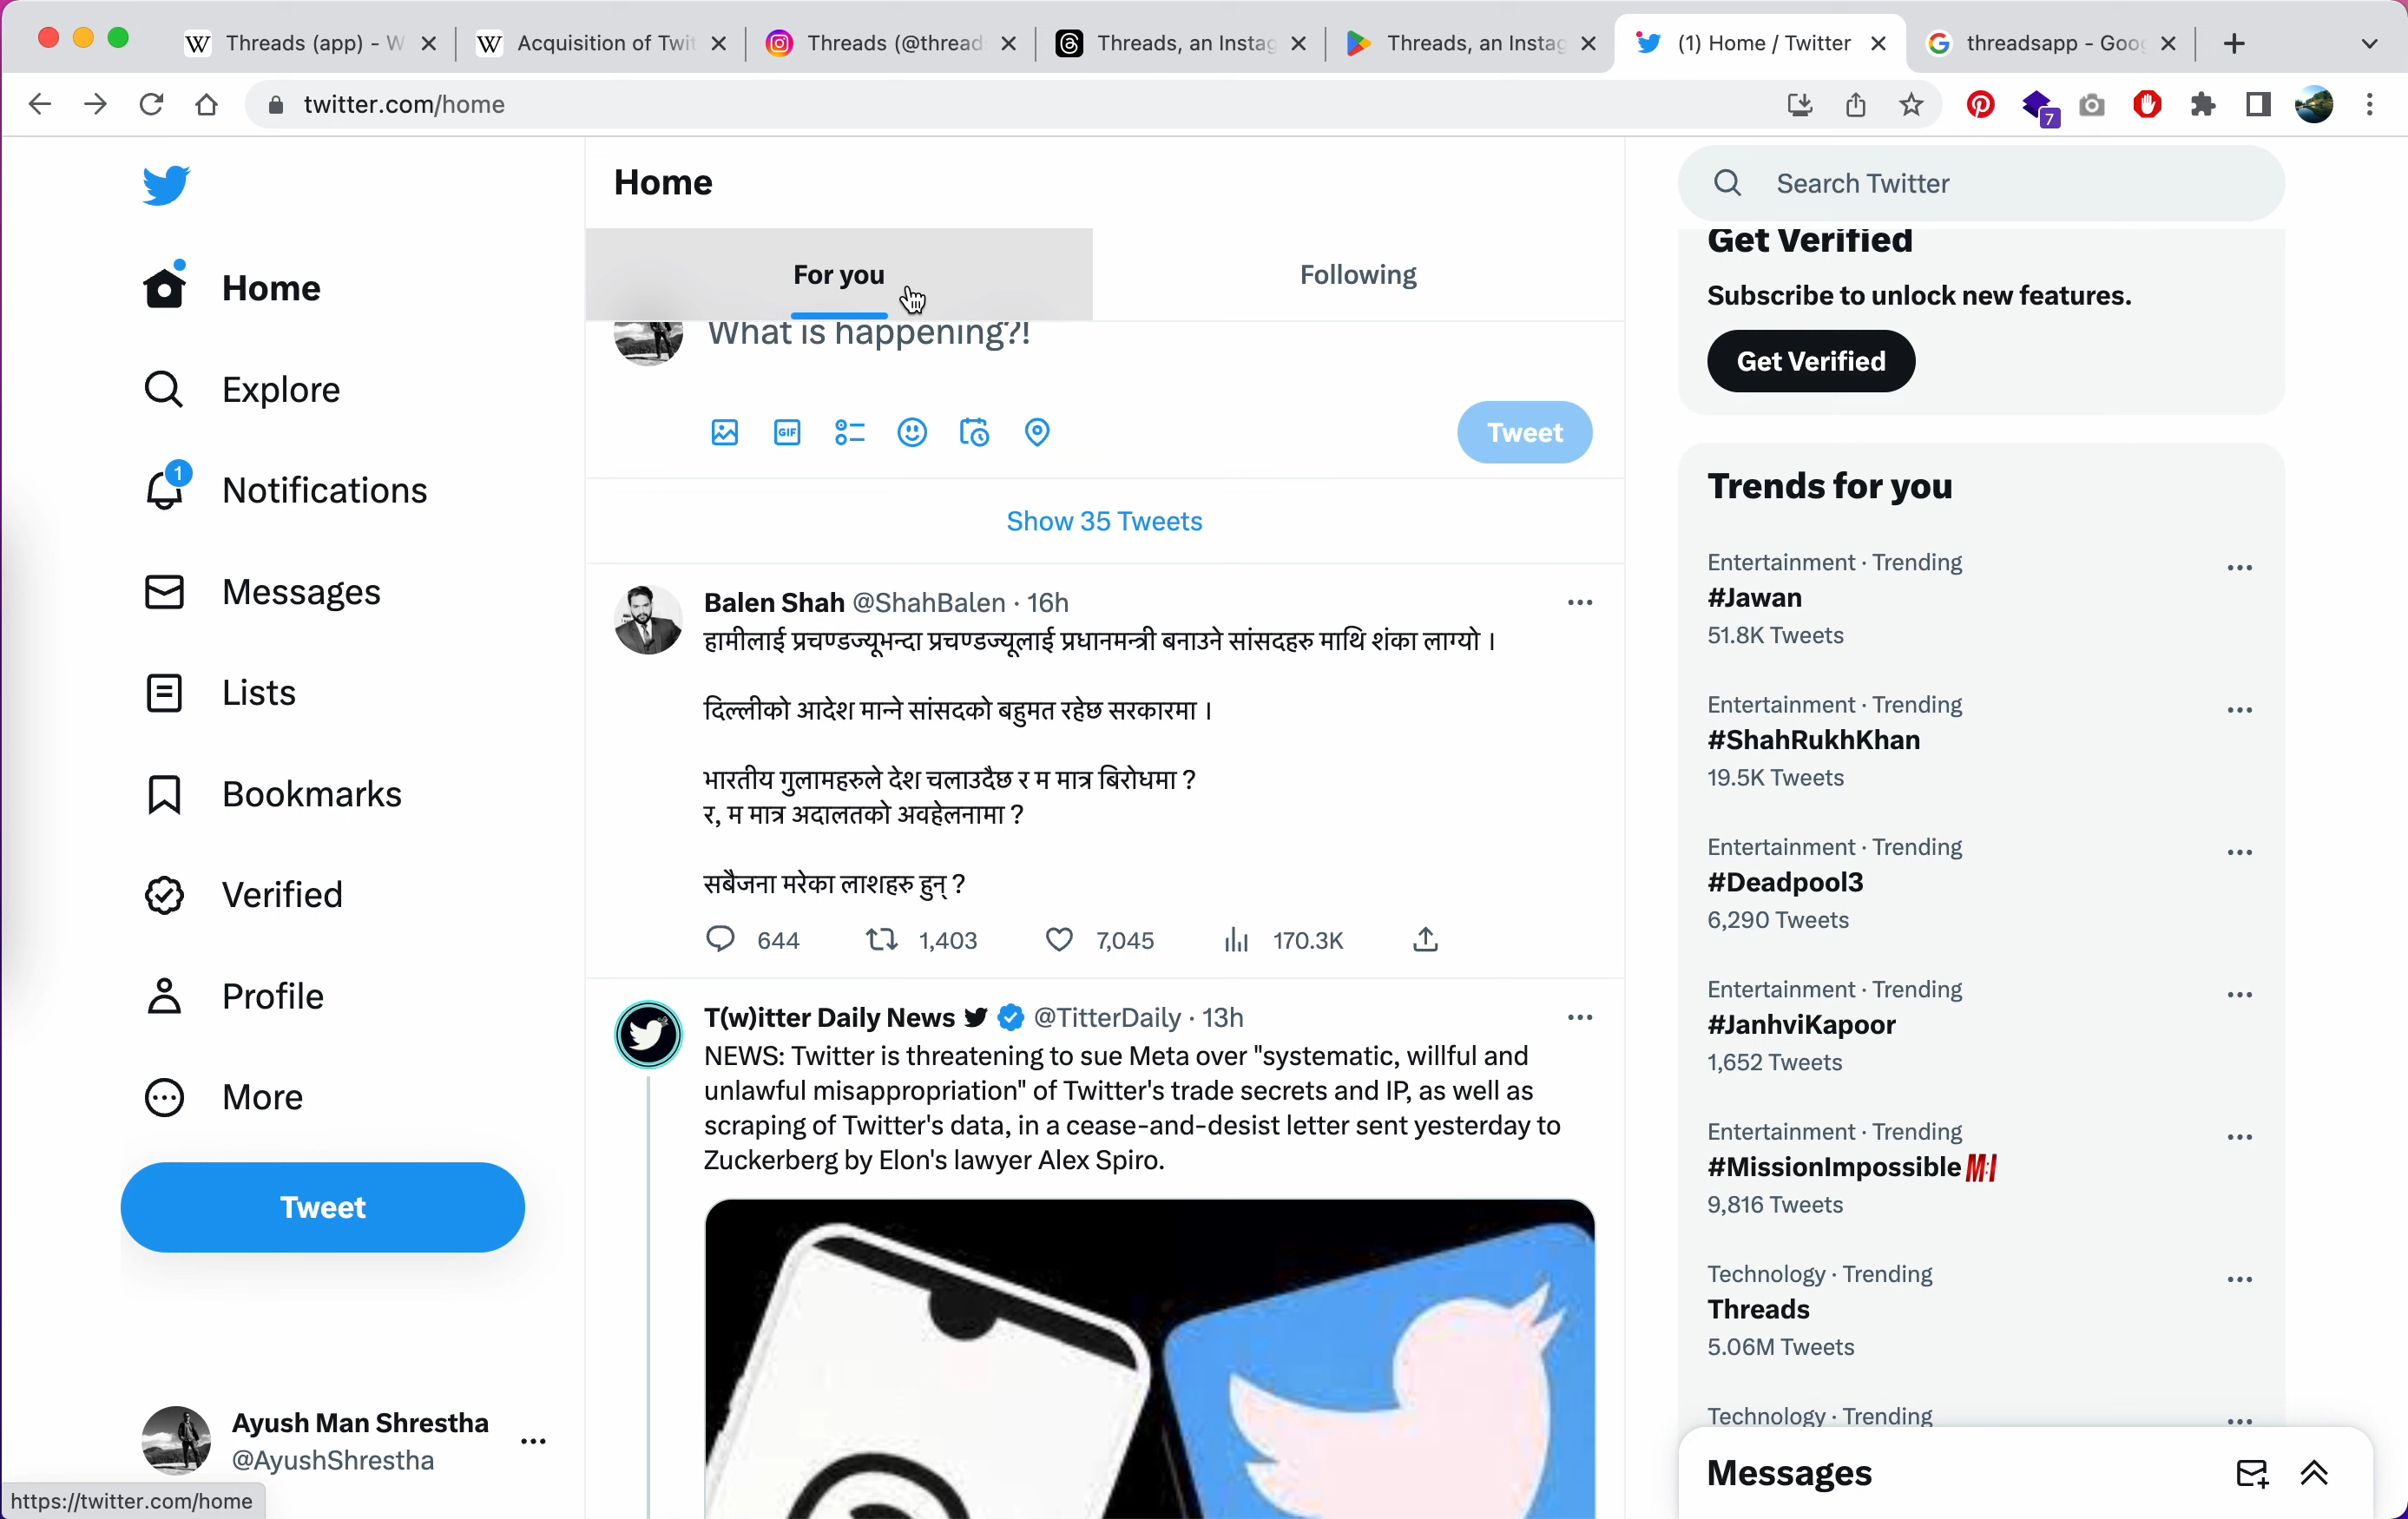 Threads (app) - W
Acquisition of Twit
Threads (@thread
Threads, an Instag
Threads, an Instag
(1) Home / Twitter
threadsapp - Goog
twitter.com/home
7
Home
Explore
1
Notifications
Messages
Lists
Bookmarks
Verified
Profile
More
Tweet
Ayush Man Shrestha
@AyushShrestha
https://twitter.com/home
Home
For you
Following
What is happening?!
GIF
Tweet
Show 35 Tweets
Balen Shah @ShahBalen · 16h
हामीलाई प्रचण्डज्यूभन्दा प्रचण्डज्यूलाई प्रधानमन्त्री बनाउने सांसदहरु माथि शंका लाग्यो ।
दिल्लीको आदेश मान्ने सांसदको बहुमत रहेछ सरकारमा ।
भारतीय गुलामहरुले देश चलाउदैछ र म मात्र बिरोधमा ?
र, म मात्र अदालतको अवहेलनामा ?
सबैजना मरेका लाशहरु हुन् ?
644 1,403 7,045 170.3K
T(w)itter Daily News @TitterDaily · 13h
NEWS: Twitter is threatening to sue Meta over "systematic, willful and
unlawful misappropriation" of Twitter's trade secrets and IP, as well as
scraping of Twitter's data, in a cease-and-desist letter sent yesterday to
Zuckerberg by Elon's lawyer Alex Spiro.
Search Twitter
Get Verified
Subscribe to unlock new features.
Get Verified
Trends for you
Entertainment · Trending
#Jawan
51.8K Tweets
Entertainment · Trending
#ShahRukhKhan
19.5K Tweets
Entertainment · Trending
#Deadpool3
6,290 Tweets
Entertainment · Trending
#JanhviKapoor
1,652 Tweets
Entertainment · Trending
#MissionImpossible M:I
9,816 Tweets
Technology · Trending
Threads
5.06M Tweets
Technology · Trending
Messages